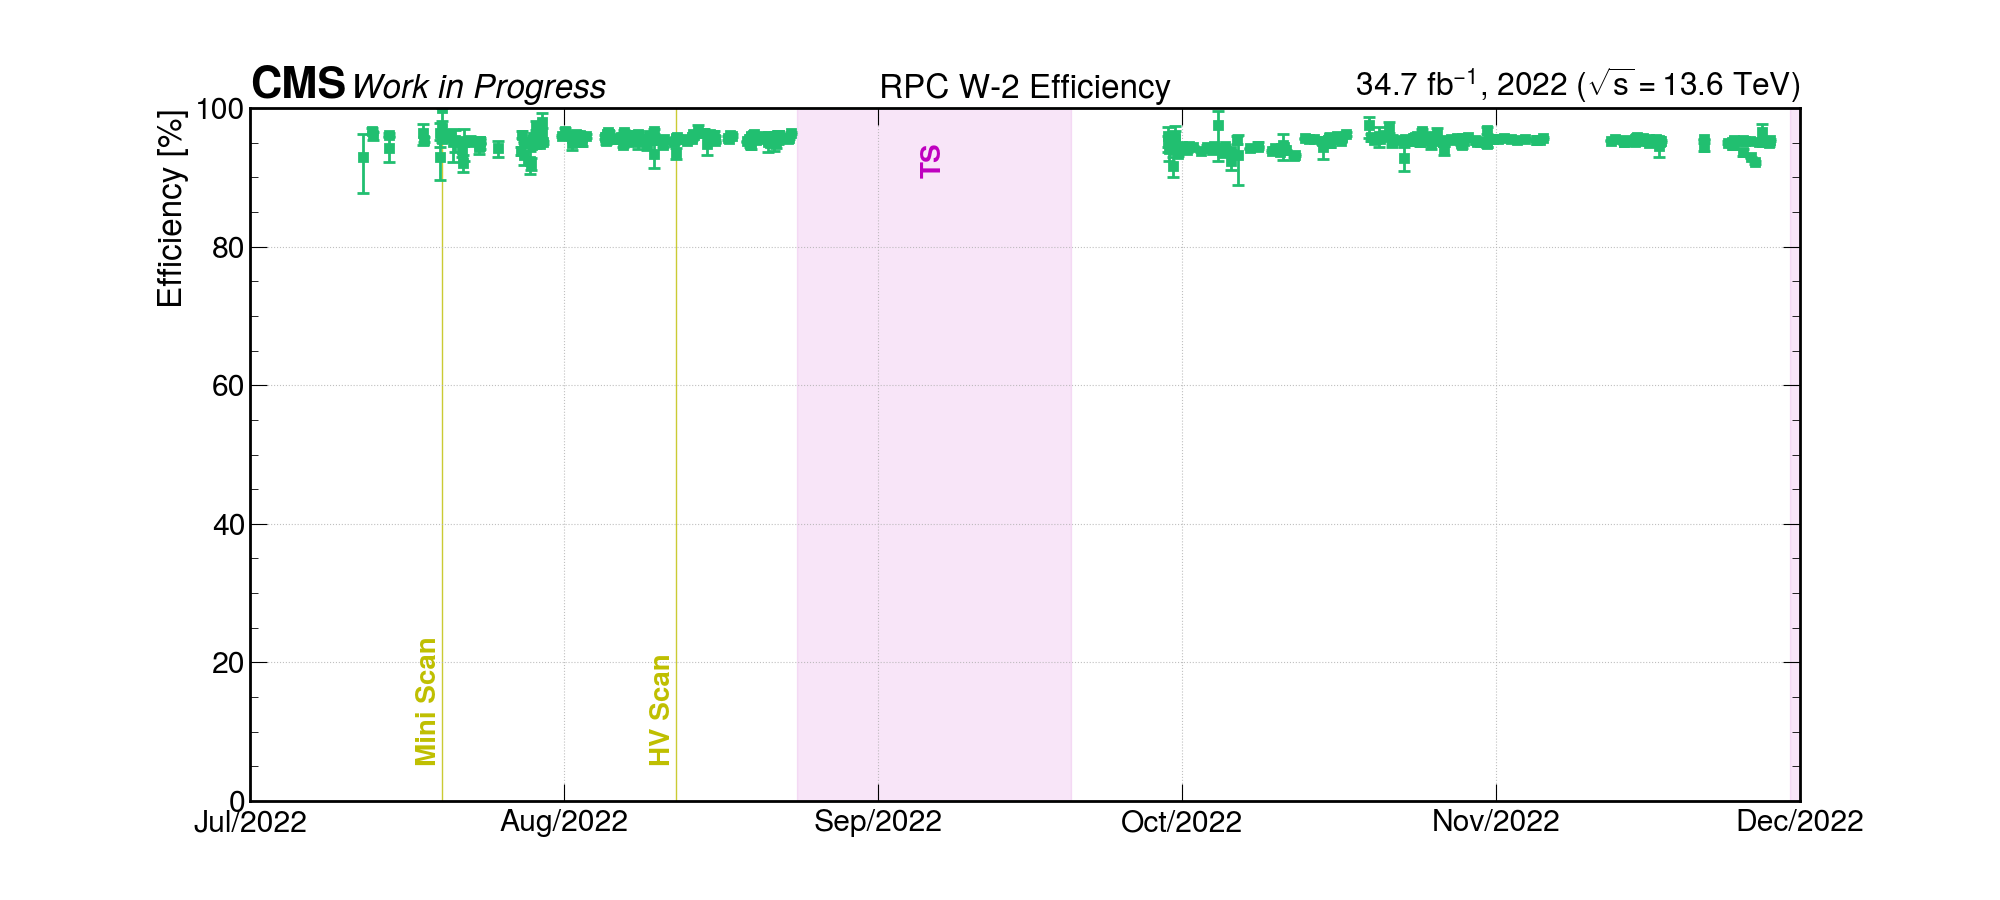 CMS Work in Progress
RPC W-2 Efficiency
34.7 fb⁻¹, 2022 (√s = 13.6 TeV)
Efficiency [%]
100
80
60
40
20
0
TS
Mini Scan
HV Scan
Jul/2022
Aug/2022
Sep/2022
Oct/2022
Nov/2022
Dec/2022